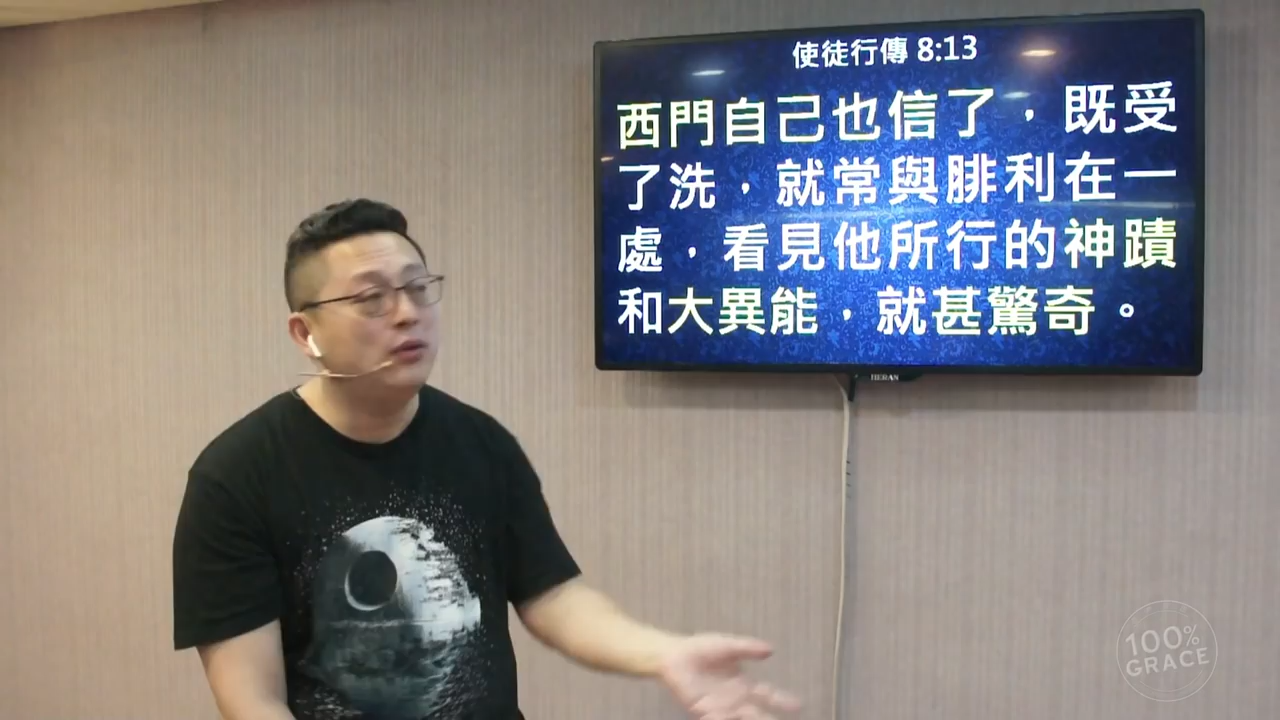 使徒行傳 8:13
西門自己也信了，既受
了洗，就常與腓利在一
處，看見他所行的神蹟
和大異能，就甚驚奇。
HERAN
100%
GRACE